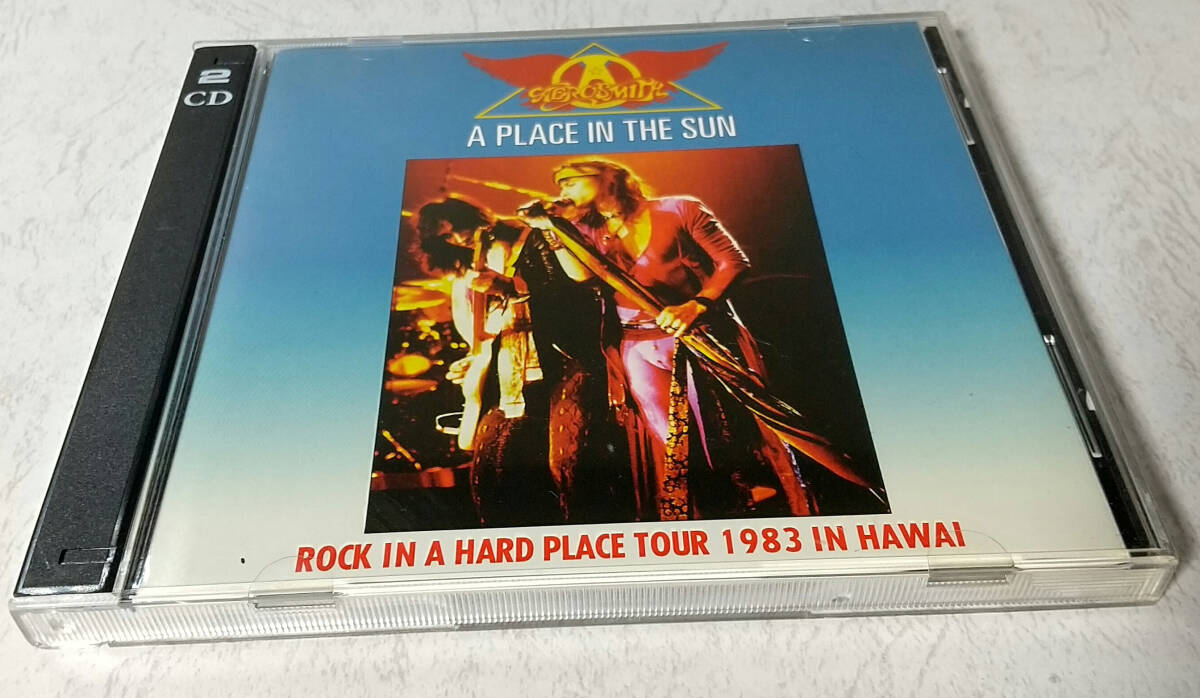 2
CD
AEROSMITH
A PLACE IN THE SUN
ROCK IN A HARD PLACE TOUR 1983 IN HAWAI